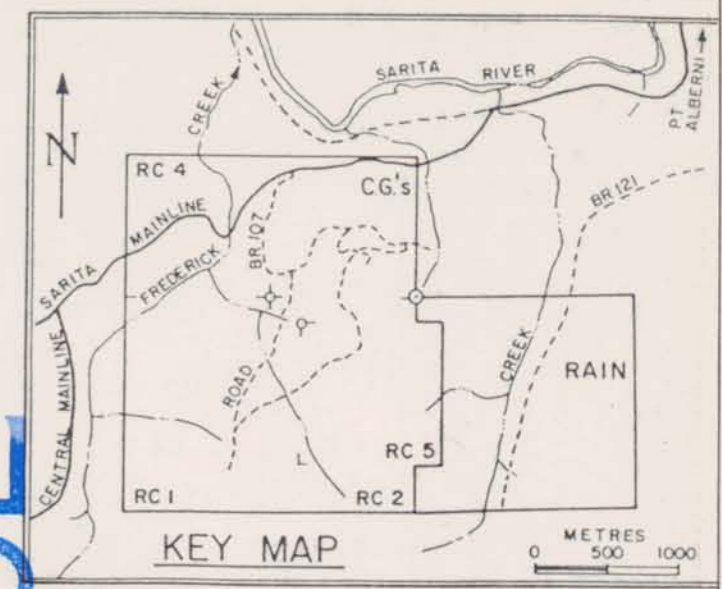 SARITA RIVER
PT ALBERNI
CREEK
N
RC 4
C.G.'s
BR 121
BR 107
SARITA MAINLINE
FREDERICK
CENTRAL MAINLINE
ROAD
CREEK
RAIN
L
RC 5
RC 1
RC 2
KEY MAP
METRES
0 500 1000